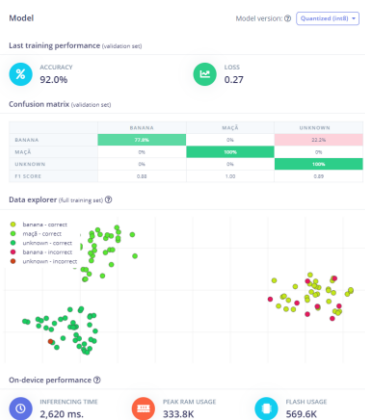 Model
Model version: Quantized (int8)
Last training performance (validation set)
ACCURACY
92.0%
LOSS
0.27
Confusion matrix (validation set)
BANANA MAÇÃ UNKNOWN
BANANA 77.8% 0% 22.2%
MAÇÃ 0% 100% 0%
UNKNOWN 0% 0% 100%
F1 SCORE 0.88 1.00 0.89
Data explorer (full training set)
banana - correct
maçã - correct
unknown - correct
banana - incorrect
unknown - incorrect
On-device performance
INFERENCING TIME
2,620 ms.
PEAK RAM USAGE
333.8K
FLASH USAGE
569.6K